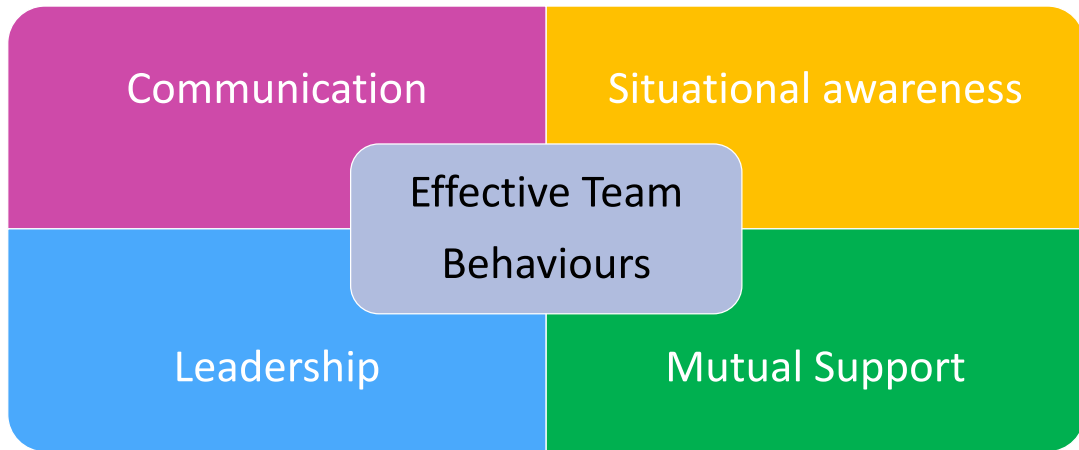 Communication
Situational awareness
Effective Team
Behaviours
Leadership
Mutual Support